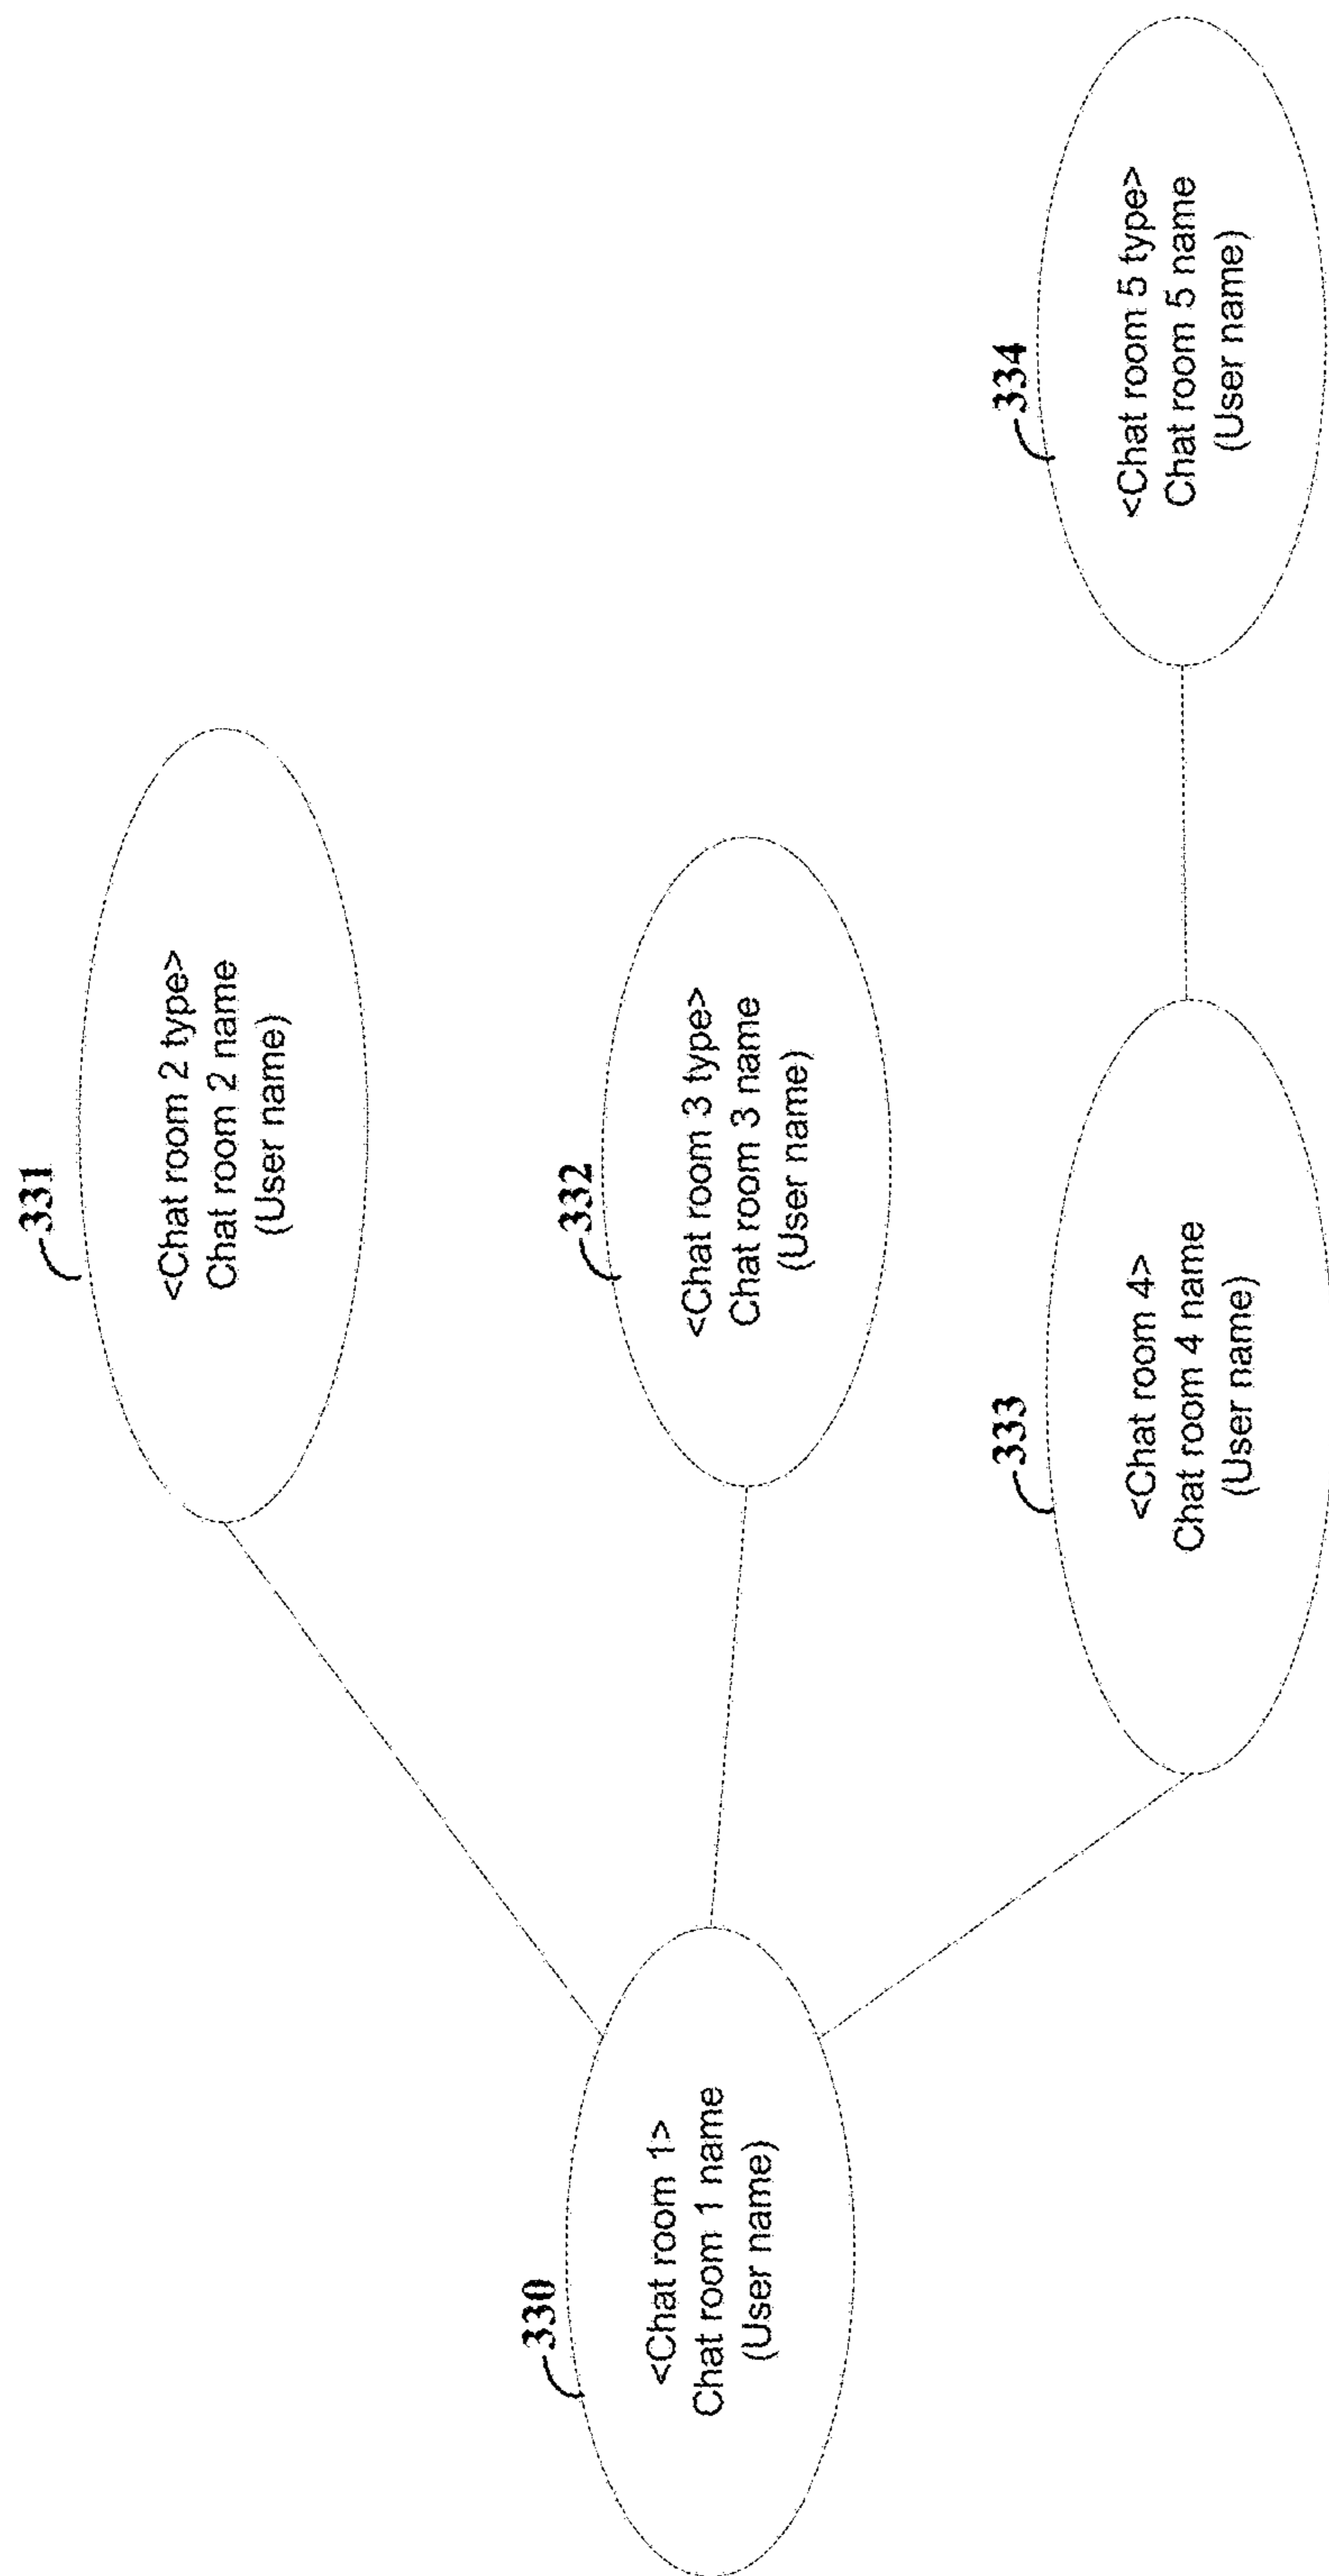 331
<Chat room 2 type>
Chat room 2 name
(User name)
332
<Chat room 3 type>
Chat room 3 name
(User name)
330
<Chat room 1>
Chat room 1 name
(User name)
333
<Chat room 4>
Chat room 4 name
(User name)
334
<Chat room 5 type>
Chat room 5 name
(User name)